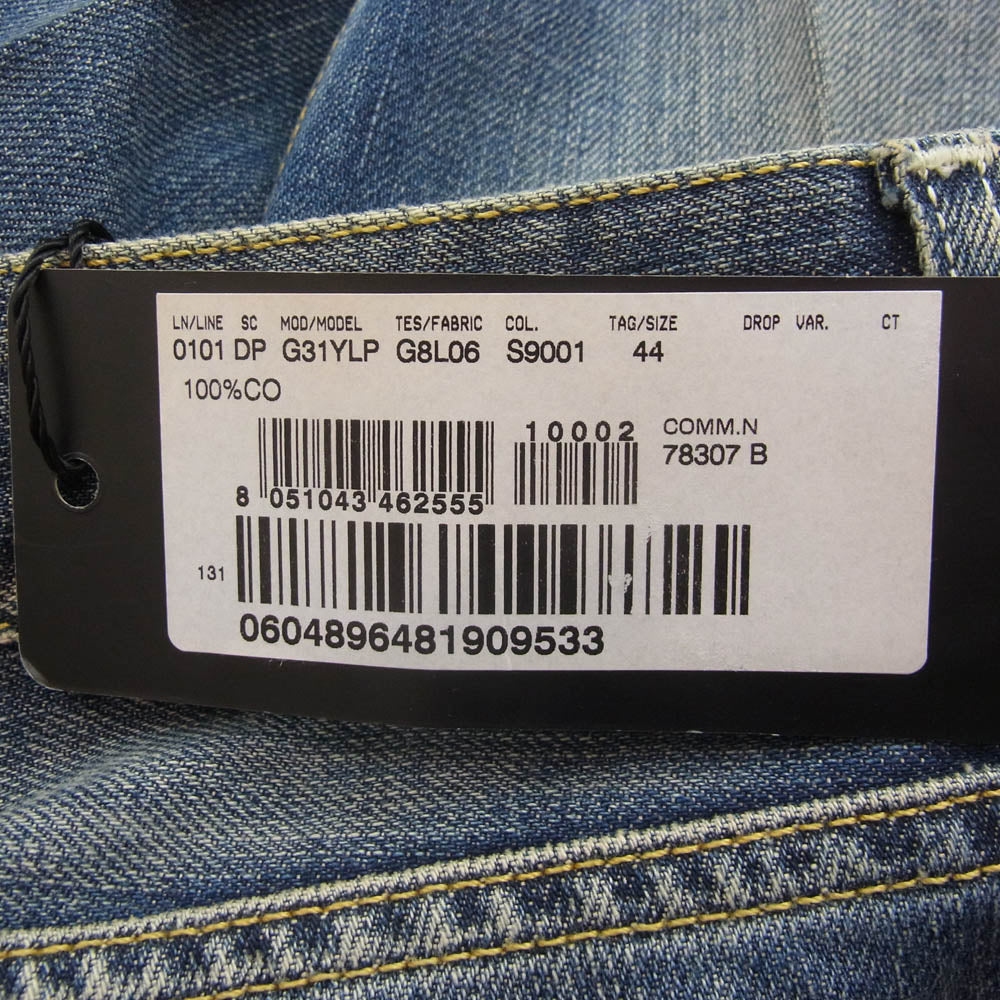 LN/LINE SC MOD/MODEL TES/FABRIC COL. TAG/SIZE DROP VAR. CT
0101 DP G31YLP G8L06 S9001 44
100%CO
10002 COMM.N
78307 B
8 051043 462555
131
0604896481909533